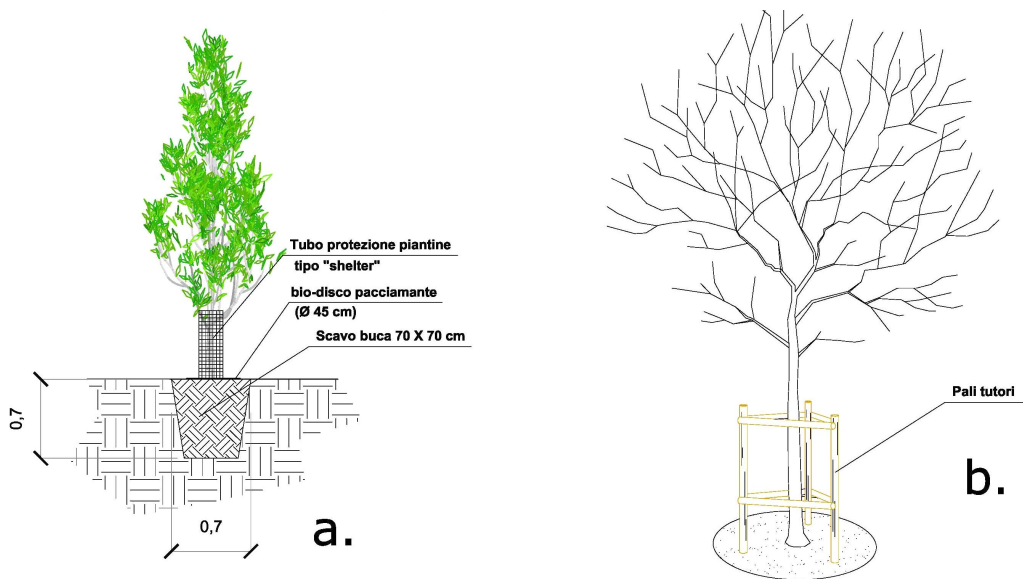 Tubo protezione piantine
tipo "shelter"
bio-disco pacciamante
(Ø 45 cm)
Scavo buca 70 X 70 cm
0,7
0,7
a.
Pali tutori
b.